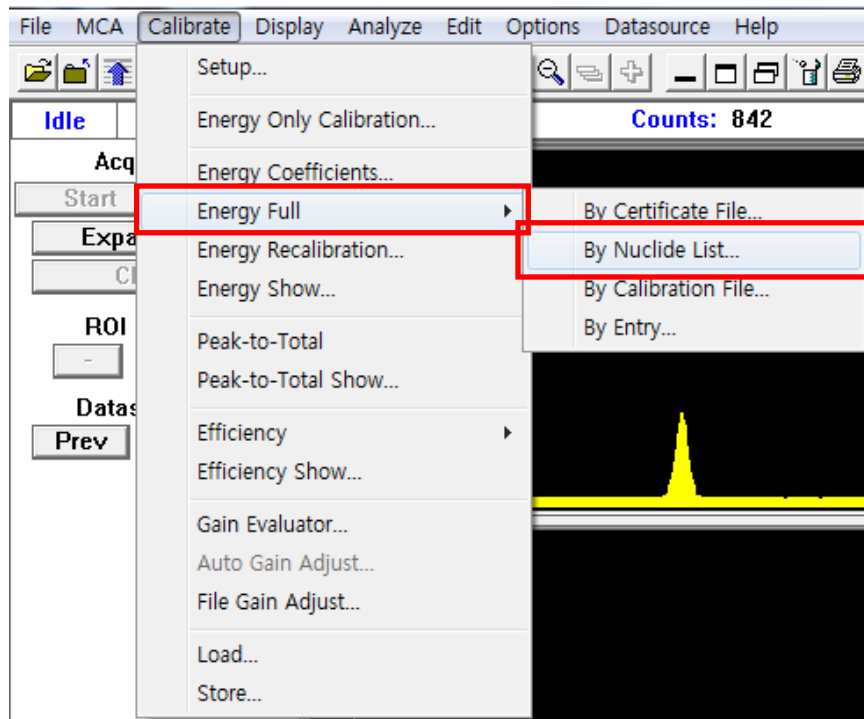 File MCA Calibrate Display Analyze Edit Options Datasource Help
Idle
Counts: 842
Acq
Start
Expa
Cl
ROI
-
Datas
Prev
Setup...
Energy Only Calibration...
Energy Coefficients...
Energy Full
Energy Recalibration...
Energy Show...
Peak-to-Total
Peak-to-Total Show...
Efficiency
Efficiency Show...
Gain Evaluator...
Auto Gain Adjust...
File Gain Adjust...
Load...
Store...
By Certificate File...
By Nuclide List...
By Calibration File...
By Entry...